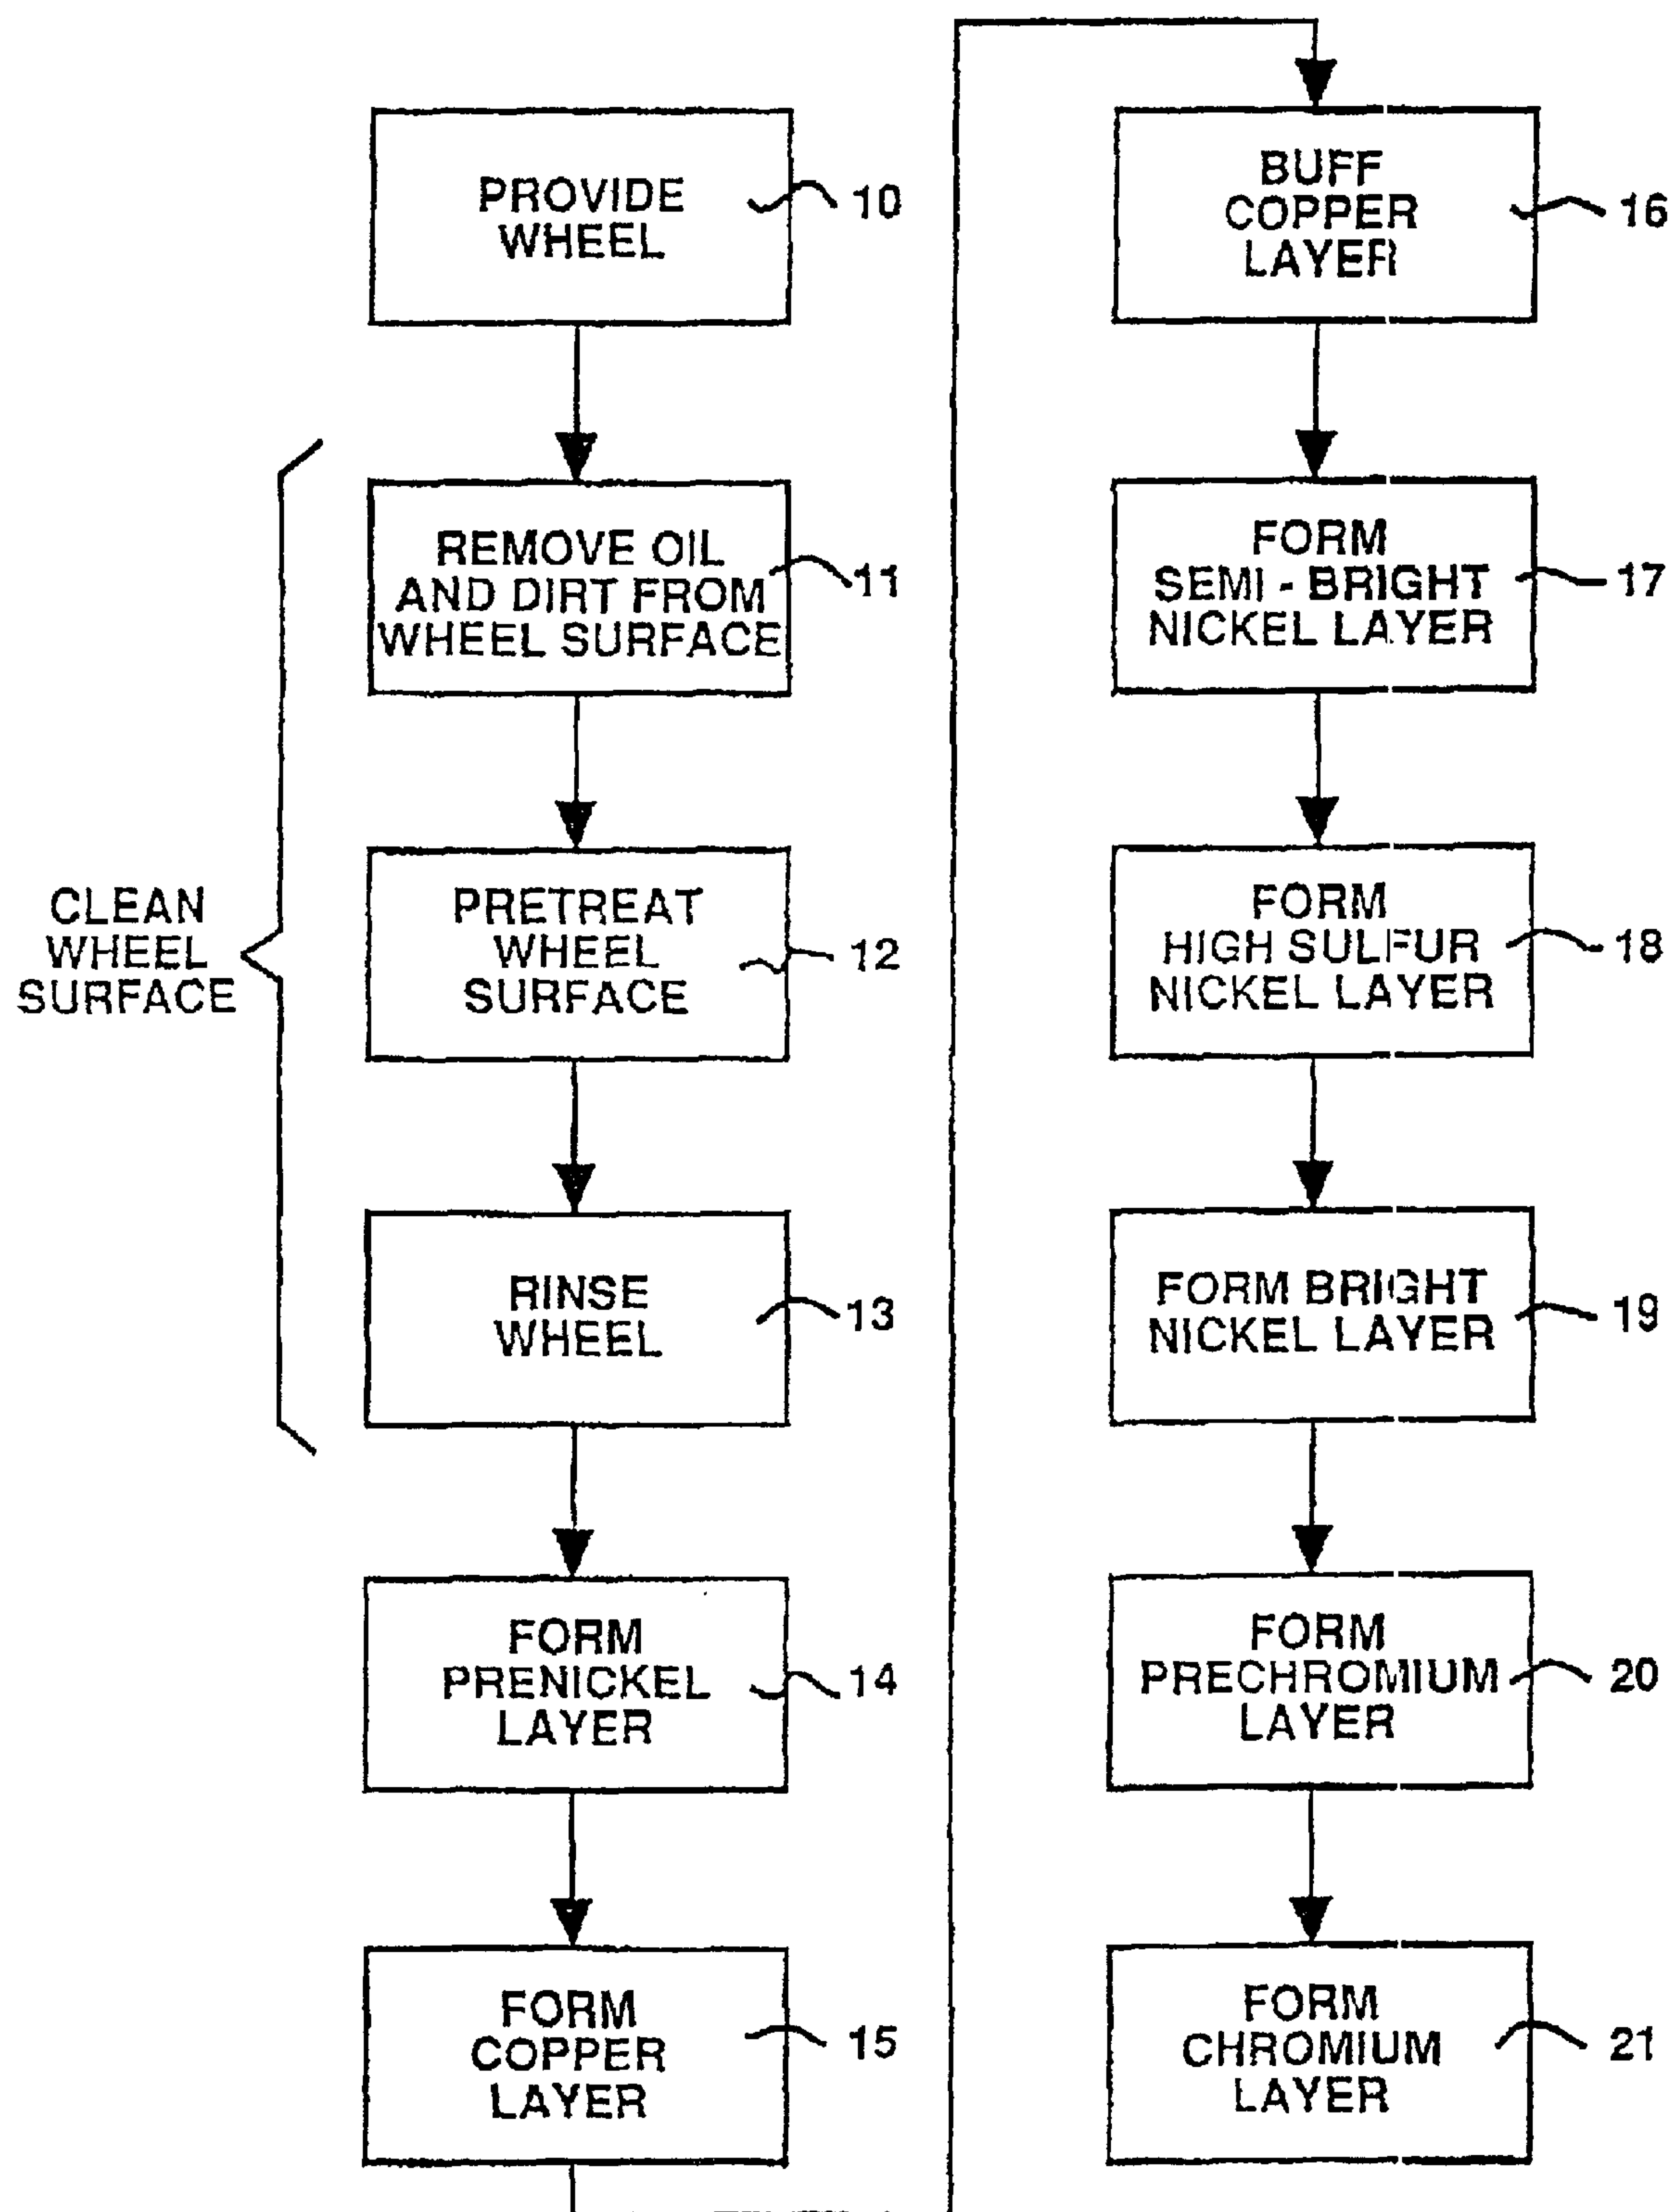 PROVIDE
WHEEL
10
CLEAN
WHEEL
SURFACE
REMOVE OIL
AND DIRT FROM
WHEEL SURFACE
11
PRETREAT
WHEEL
SURFACE
12
RINSE
WHEEL
13
FORM
PRENICKEL
LAYER
14
FORM
COPPER
LAYER
15
BUFF
COPPER
LAYER
16
FORM
SEMI - BRIGHT
NICKEL LAYER
17
FORM
HIGH SULFUR
NICKEL LAYER
18
FORM BRIGHT
NICKEL LAYER
19
FORM
PRECHROMIUM
LAYER
20
FORM
CHROMIUM
LAYER
21